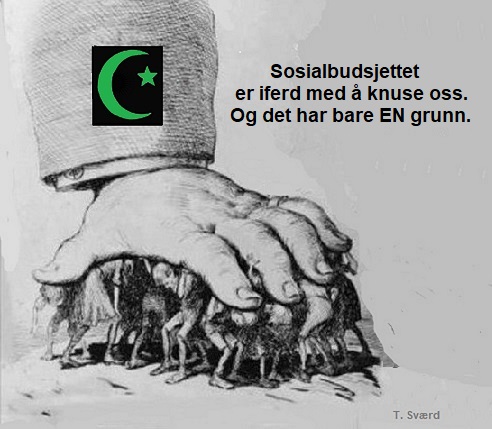 Sosialbudsjettet
er iferd med å knuse oss.
Og det har bare EN grunn.
T. Sværd